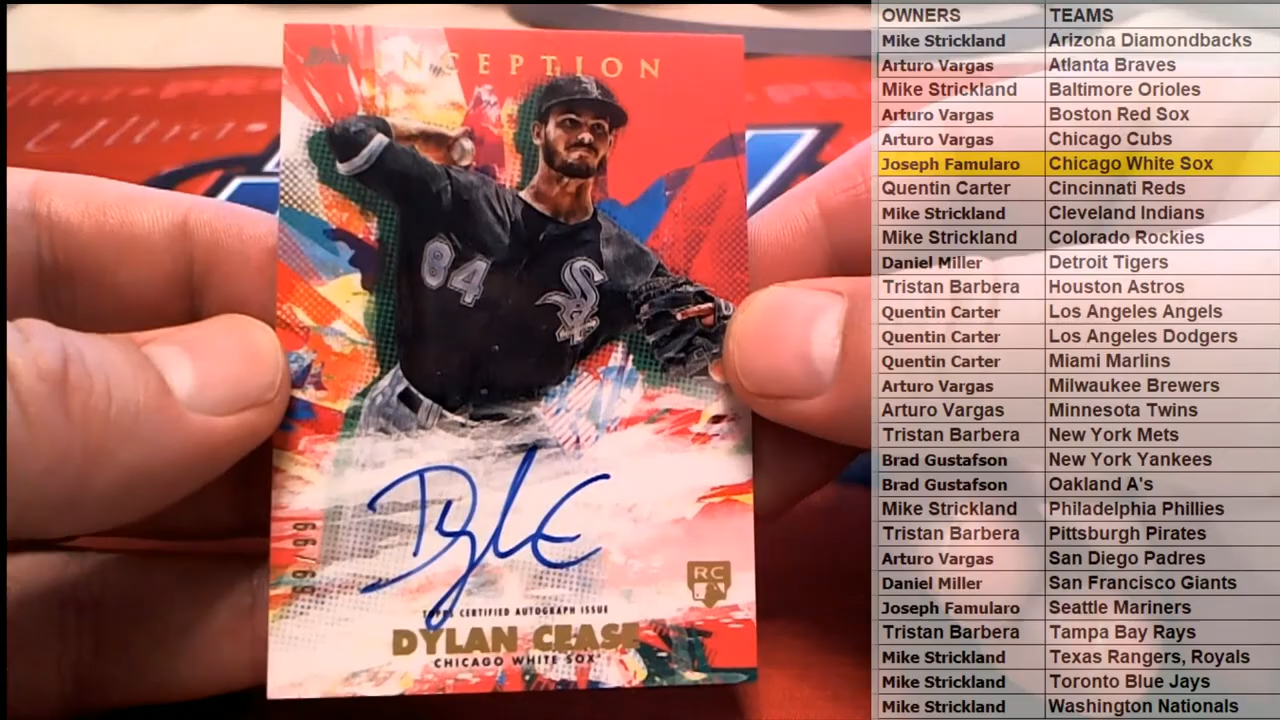 INCEPTION
84
Sox
69/99
RC
TOPPS CERTIFIED AUTOGRAPH ISSUE
DYLAN CEASE
CHICAGO WHITE SOX
OWNERS TEAMS
Mike Strickland Arizona Diamondbacks
Arturo Vargas Atlanta Braves
Mike Strickland Baltimore Orioles
Arturo Vargas Boston Red Sox
Arturo Vargas Chicago Cubs
Joseph Famularo Chicago White Sox
Quentin Carter Cincinnati Reds
Mike Strickland Cleveland Indians
Mike Strickland Colorado Rockies
Daniel Miller Detroit Tigers
Tristan Barbera Houston Astros
Quentin Carter Los Angeles Angels
Quentin Carter Los Angeles Dodgers
Quentin Carter Miami Marlins
Arturo Vargas Milwaukee Brewers
Arturo Vargas Minnesota Twins
Tristan Barbera New York Mets
Brad Gustafson New York Yankees
Brad Gustafson Oakland A's
Mike Strickland Philadelphia Phillies
Tristan Barbera Pittsburgh Pirates
Arturo Vargas San Diego Padres
Daniel Miller San Francisco Giants
Joseph Famularo Seattle Mariners
Tristan Barbera Tampa Bay Rays
Mike Strickland Texas Rangers, Royals
Mike Strickland Toronto Blue Jays
Mike Strickland Washington Nationals